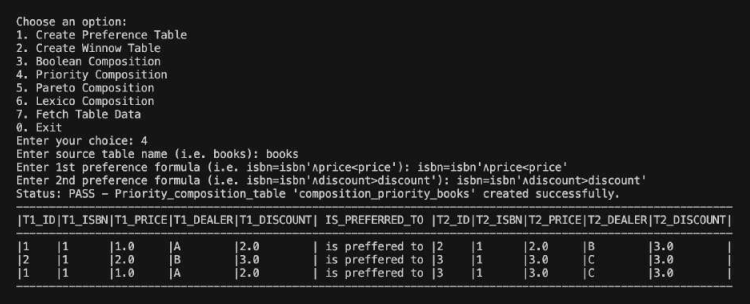 Choose an option:
1. Create Preference Table
2. Create Winnow Table
3. Boolean Composition
4. Priority Composition
5. Pareto Composition
6. Lexico Composition
7. Fetch Table Data
0. Exit
Enter your choice: 4
Enter source table name (i.e. books): books
Enter 1st preference formula (i.e. isbn=isbn'∧price<price'): isbn=isbn'∧price<price'
Enter 2nd preference formula (i.e. isbn=isbn'∧discount>discount'): isbn=isbn'∧discount>discount'
Status: PASS – Priority_composition_table 'composition_priority_books' created successfully.
|T1_ID|T1_ISBN|T1_PRICE|T1_DEALER|T1_DISCOUNT| IS_PREFERRED_TO |T2_ID|T2_ISBN|T2_PRICE|T2_DEALER|T2_DISCOUNT|
|1 |1 |1.0 |A |2.0 | is preffered to |2 |1 |2.0 |B |3.0 |
|2 |1 |2.0 |B |3.0 | is preffered to |3 |1 |3.0 |C |3.0 |
|1 |1 |1.0 |A |2.0 | is preffered to |3 |1 |3.0 |C |3.0 |